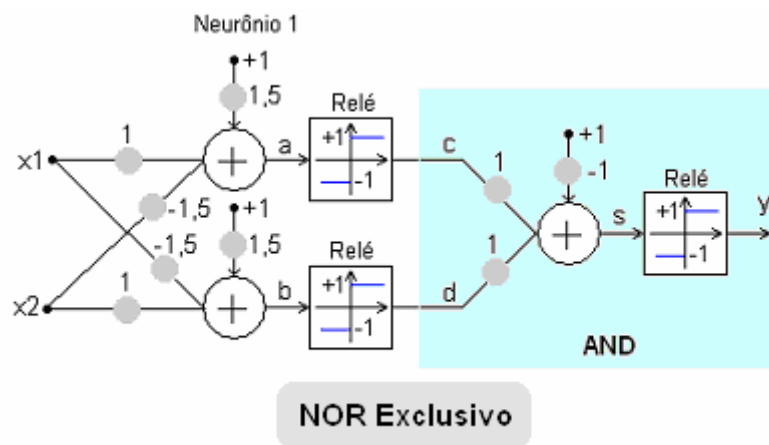 Neurônio 1
+1
1,5
Relé
+1
-1
1
x1
a
c
-1,5
-1,5
+1
1,5
1
+1
-1
Relé
+1
-1
s
y
1
x2
b
Relé
+1
-1
d
1
AND
NOR Exclusivo